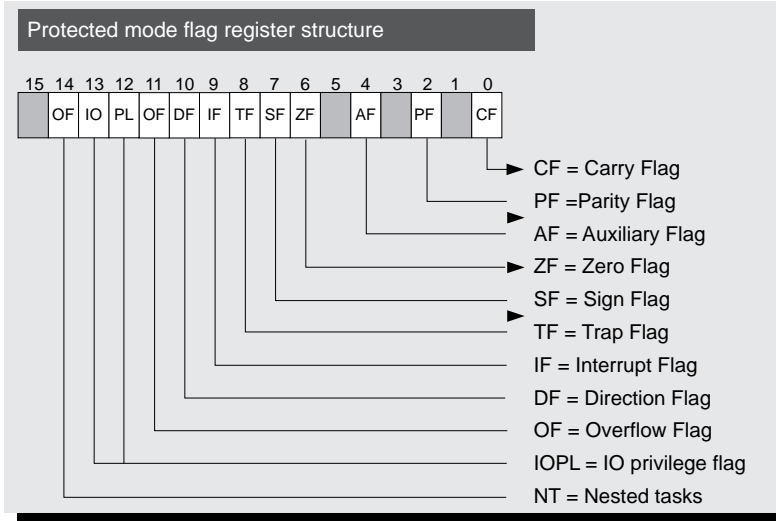 Protected mode flag register structure
15 14 13 12 11 10 9 8 7 6 5 4 3 2 1 0
OF IO PL OF DF IF TF SF ZF AF PF CF
CF = Carry Flag
PF =Parity Flag
AF = Auxiliary Flag
ZF = Zero Flag
SF = Sign Flag
TF = Trap Flag
IF = Interrupt Flag
DF = Direction Flag
OF = Overflow Flag
IOPL = IO privilege flag
NT = Nested tasks